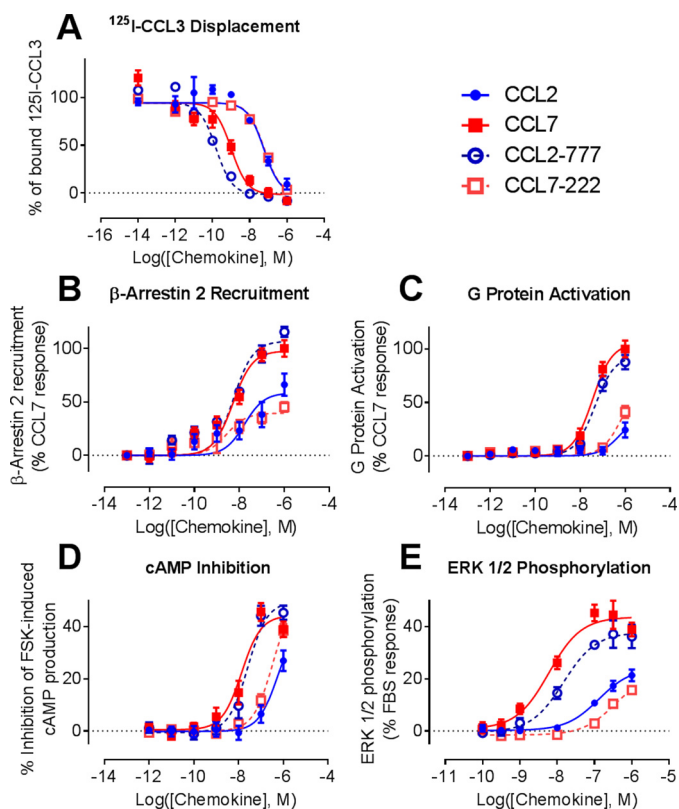 A
¹²⁵I-CCL3 Displacement
% of bound 125I-CCL3
100
50
0
-16 -14 -12 -10 -8 -6 -4
Log([Chemokine], M)
CCL2
CCL7
CCL2-777
CCL7-222
B
β-Arrestin 2 Recruitment
β-Arrestin 2 recruitment
(% CCL7 response)
100
50
0
-14 -12 -10 -8 -6 -4
Log([Chemokine], M)
C
G Protein Activation
G Protein Activation
(% CCL7 response)
100
50
0
-14 -12 -10 -8 -6 -4
Log([Chemokine], M)
D
cAMP Inhibition
% Inhibition of FSK-induced
cAMP production
40
20
0
-14 -12 -10 -8 -6 -4
Log([Chemokine], M)
E
ERK 1/2 Phosphorylation
ERK 1/2 phosphorylation
(% FBS response)
40
20
0
-11 -10 -9 -8 -7 -6 -5
Log([Chemokine], M)